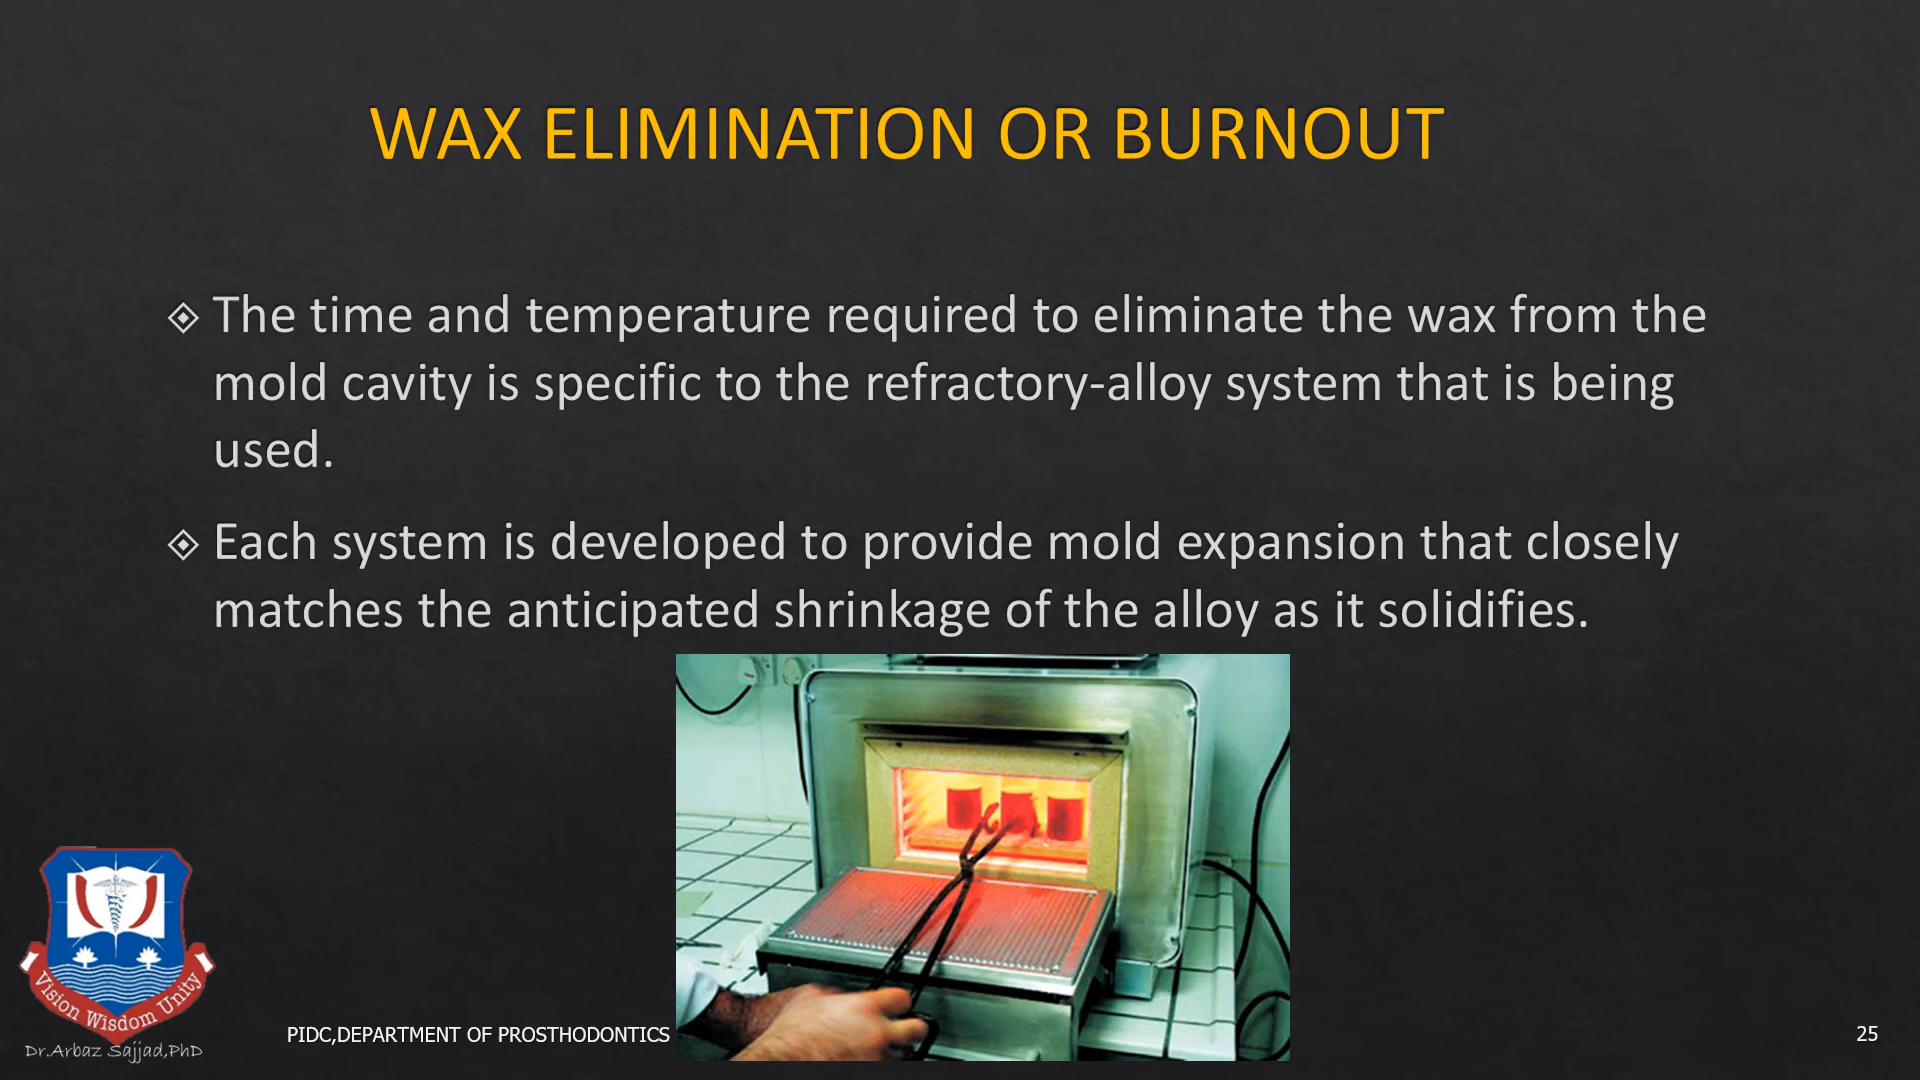 WAX ELIMINATION OR BURNOUT
The time and temperature required to eliminate the wax from the
mold cavity is specific to the refractory-alloy system that is being
used.
Each system is developed to provide mold expansion that closely
matches the anticipated shrinkage of the alloy as it solidifies.
Vision Wisdom Unity
Dr.Arbaz Sajjad,PhD
PIDC,DEPARTMENT OF PROSTHODONTICS
25